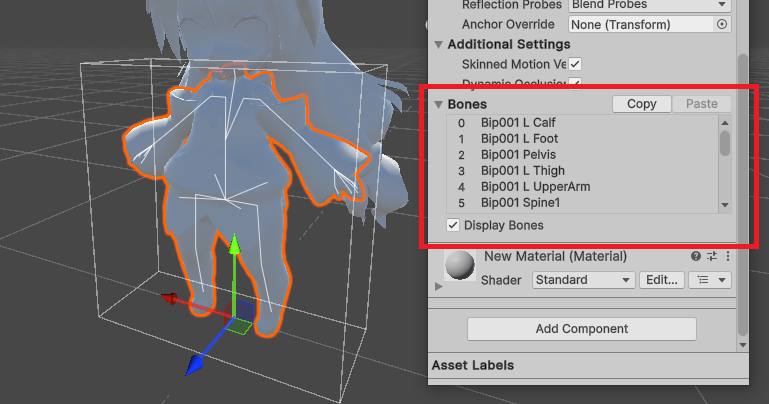 Reflection Probes Blend Probes
Anchor Override None (Transform)
Additional Settings
Skinned Motion Ve
Dynamic Occlusio
Bones Copy Paste
0 Bip001 L Calf
1 Bip001 L Foot
2 Bip001 Pelvis
3 Bip001 L Thigh
4 Bip001 L UpperArm
5 Bip001 Spine1
Display Bones
New Material (Material)
Shader Standard Edit...
Add Component
Asset Labels